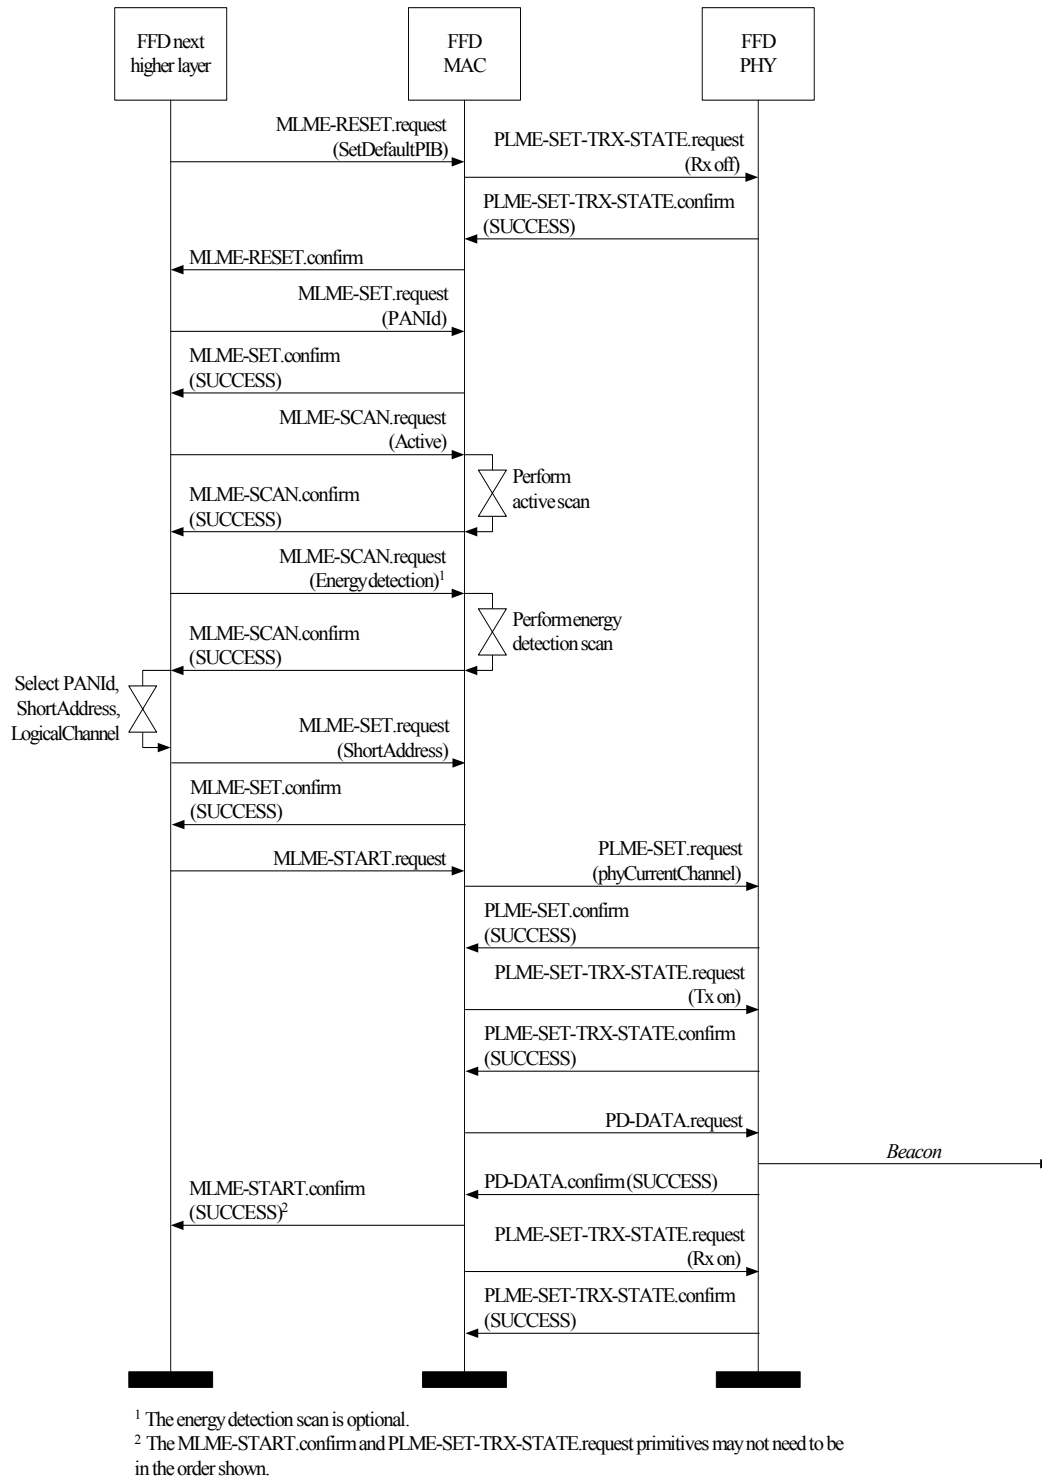 FFD next
higher layer
FFD
MAC
FFD
PHY
MLME-RESET.request
(SetDefaultPIB)
PLME-SET-TRX-STATE.request
(Rx off)
PLME-SET-TRX-STATE.confirm
(SUCCESS)
MLME-RESET.confirm
MLME-SET.request
(PANId)
MLME-SET.confirm
(SUCCESS)
MLME-SCAN.request
(Active)
Perform
active scan
MLME-SCAN.confirm
(SUCCESS)
MLME-SCAN.request
(Energy detection)¹
Perform energy
detection scan
MLME-SCAN.confirm
(SUCCESS)
Select PANId,
ShortAddress,
LogicalChannel
MLME-SET.request
(ShortAddress)
MLME-SET.confirm
(SUCCESS)
MLME-START.request
PLME-SET.request
(phyCurrentChannel)
PLME-SET.confirm
(SUCCESS)
PLME-SET-TRX-STATE.request
(Tx on)
PLME-SET-TRX-STATE.confirm
(SUCCESS)
PD-DATA.request
Beacon
PD-DATA.confirm (SUCCESS)
MLME-START.confirm
(SUCCESS)²
PLME-SET-TRX-STATE.request
(Rx on)
PLME-SET-TRX-STATE.confirm
(SUCCESS)
¹ The energy detection scan is optional.
² The MLME-START.confirm and PLME-SET-TRX-STATE.request primitives may not need to be
in the order shown.